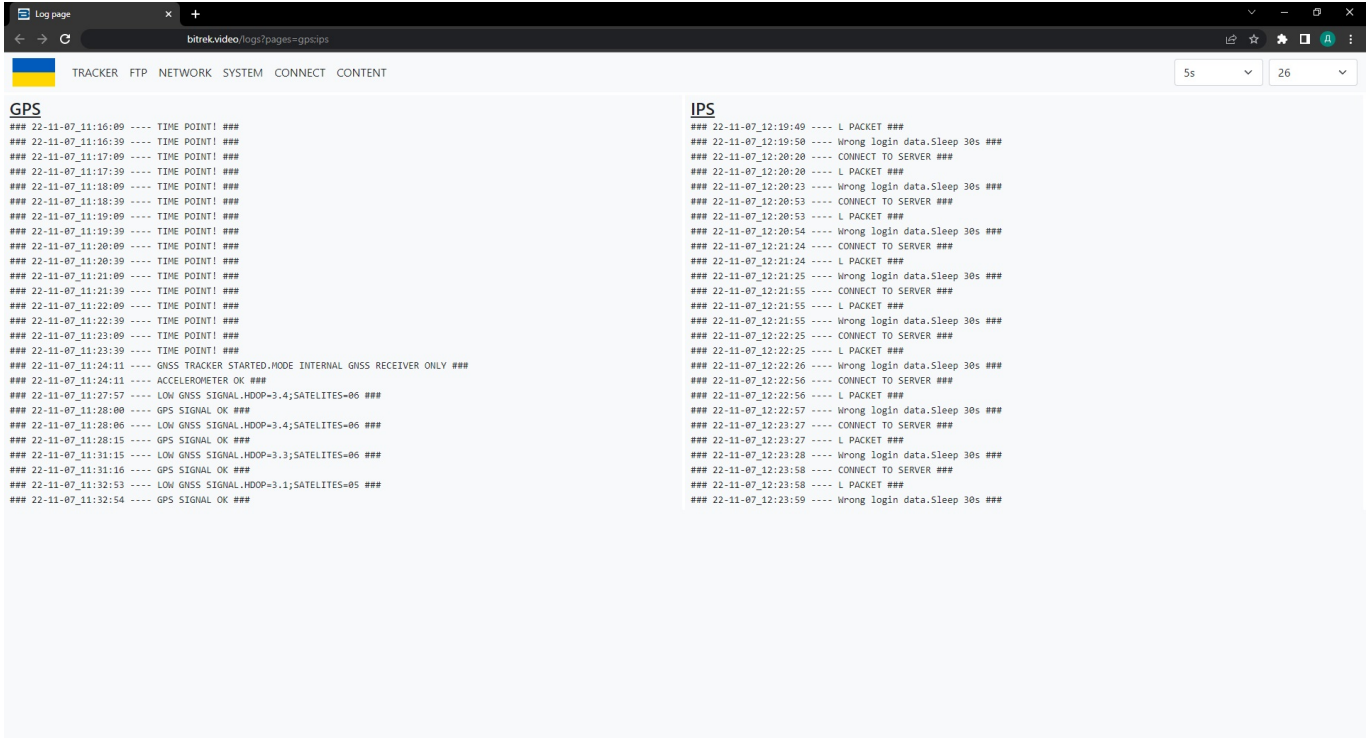 Log page
bitrek.video/logs?pages=gps:ips
Д
TRACKER FTP NETWORK SYSTEM CONNECT CONTENT
5s
26
GPS
### 22-11-07_11:16:09 ---- TIME POINT! ###
### 22-11-07_11:16:39 ---- TIME POINT! ###
### 22-11-07_11:17:09 ---- TIME POINT! ###
### 22-11-07_11:17:39 ---- TIME POINT! ###
### 22-11-07_11:18:09 ---- TIME POINT! ###
### 22-11-07_11:18:39 ---- TIME POINT! ###
### 22-11-07_11:19:09 ---- TIME POINT! ###
### 22-11-07_11:19:39 ---- TIME POINT! ###
### 22-11-07_11:20:09 ---- TIME POINT! ###
### 22-11-07_11:20:39 ---- TIME POINT! ###
### 22-11-07_11:21:09 ---- TIME POINT! ###
### 22-11-07_11:21:39 ---- TIME POINT! ###
### 22-11-07_11:22:09 ---- TIME POINT! ###
### 22-11-07_11:22:39 ---- TIME POINT! ###
### 22-11-07_11:23:09 ---- TIME POINT! ###
### 22-11-07_11:23:39 ---- TIME POINT! ###
### 22-11-07_11:24:11 ---- GNSS TRACKER STARTED.MODE INTERNAL GNSS RECEIVER ONLY ###
### 22-11-07_11:24:11 ---- ACCELEROMETER OK ###
### 22-11-07_11:27:57 ---- LOW GNSS SIGNAL.HDOP=3.4;SATELITES=06 ###
### 22-11-07_11:28:00 ---- GPS SIGNAL OK ###
### 22-11-07_11:28:06 ---- LOW GNSS SIGNAL.HDOP=3.4;SATELITES=06 ###
### 22-11-07_11:28:15 ---- GPS SIGNAL OK ###
### 22-11-07_11:31:15 ---- LOW GNSS SIGNAL.HDOP=3.3;SATELITES=06 ###
### 22-11-07_11:31:16 ---- GPS SIGNAL OK ###
### 22-11-07_11:32:53 ---- LOW GNSS SIGNAL.HDOP=3.1;SATELITES=05 ###
### 22-11-07_11:32:54 ---- GPS SIGNAL OK ###
IPS
### 22-11-07_12:19:49 ---- L PACKET ###
### 22-11-07_12:19:50 ---- Wrong login data.Sleep 30s ###
### 22-11-07_12:20:20 ---- CONNECT TO SERVER ###
### 22-11-07_12:20:20 ---- L PACKET ###
### 22-11-07_12:20:23 ---- Wrong login data.Sleep 30s ###
### 22-11-07_12:20:53 ---- CONNECT TO SERVER ###
### 22-11-07_12:20:53 ---- L PACKET ###
### 22-11-07_12:20:54 ---- Wrong login data.Sleep 30s ###
### 22-11-07_12:21:24 ---- CONNECT TO SERVER ###
### 22-11-07_12:21:24 ---- L PACKET ###
### 22-11-07_12:21:25 ---- Wrong login data.Sleep 30s ###
### 22-11-07_12:21:55 ---- CONNECT TO SERVER ###
### 22-11-07_12:21:55 ---- L PACKET ###
### 22-11-07_12:21:55 ---- Wrong login data.Sleep 30s ###
### 22-11-07_12:22:25 ---- CONNECT TO SERVER ###
### 22-11-07_12:22:25 ---- L PACKET ###
### 22-11-07_12:22:26 ---- Wrong login data.Sleep 30s ###
### 22-11-07_12:22:56 ---- CONNECT TO SERVER ###
### 22-11-07_12:22:56 ---- L PACKET ###
### 22-11-07_12:22:57 ---- Wrong login data.Sleep 30s ###
### 22-11-07_12:23:27 ---- CONNECT TO SERVER ###
### 22-11-07_12:23:27 ---- L PACKET ###
### 22-11-07_12:23:28 ---- Wrong login data.Sleep 30s ###
### 22-11-07_12:23:58 ---- CONNECT TO SERVER ###
### 22-11-07_12:23:58 ---- L PACKET ###
### 22-11-07_12:23:59 ---- Wrong login data.Sleep 30s ###